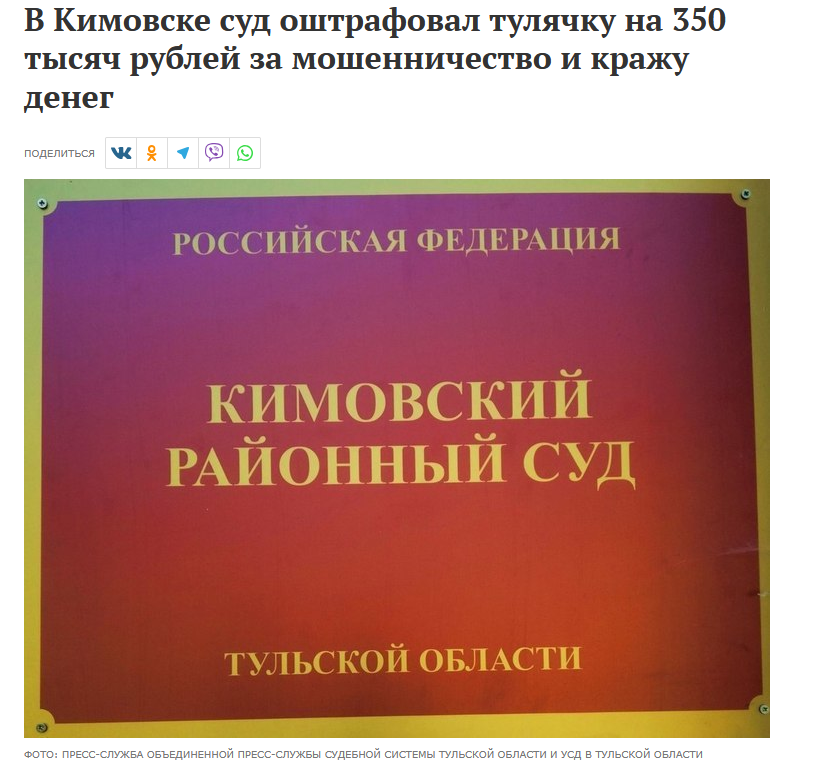 В Кимовске суд оштрафовал тулячку на 350
тысяч рублей за мошенничество и кражу
денег
ПОДЕЛИТЬСЯ
РОССИЙСКАЯ ФЕДЕРАЦИЯ
КИМОВСКИЙ
РАЙОННЫЙ СУД
ТУЛЬСКОЙ ОБЛАСТИ
ФОТО: ПРЕСС-СЛУЖБА ОБЪЕДИНЕННОЙ ПРЕСС-СЛУЖБЫ СУДЕБНОЙ СИСТЕМЫ ТУЛЬСКОЙ ОБЛАСТИ И УСД В ТУЛЬСКОЙ ОБЛАСТИ